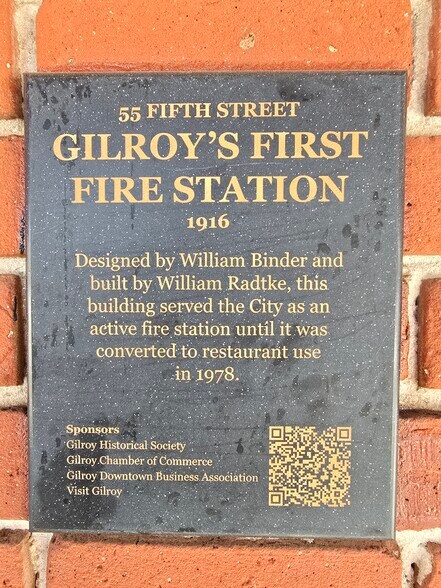 55 FIFTH STREET
GILROY'S FIRST
FIRE STATION
1916
Designed by William Binder and
built by William Radtke, this
building served the City as an
active fire station until it was
converted to restaurant use
in 1978.
Sponsors
Gilroy Historical Society
Gilroy Chamber of Commerce
Gilroy Downtown Business Association
Visit Gilroy